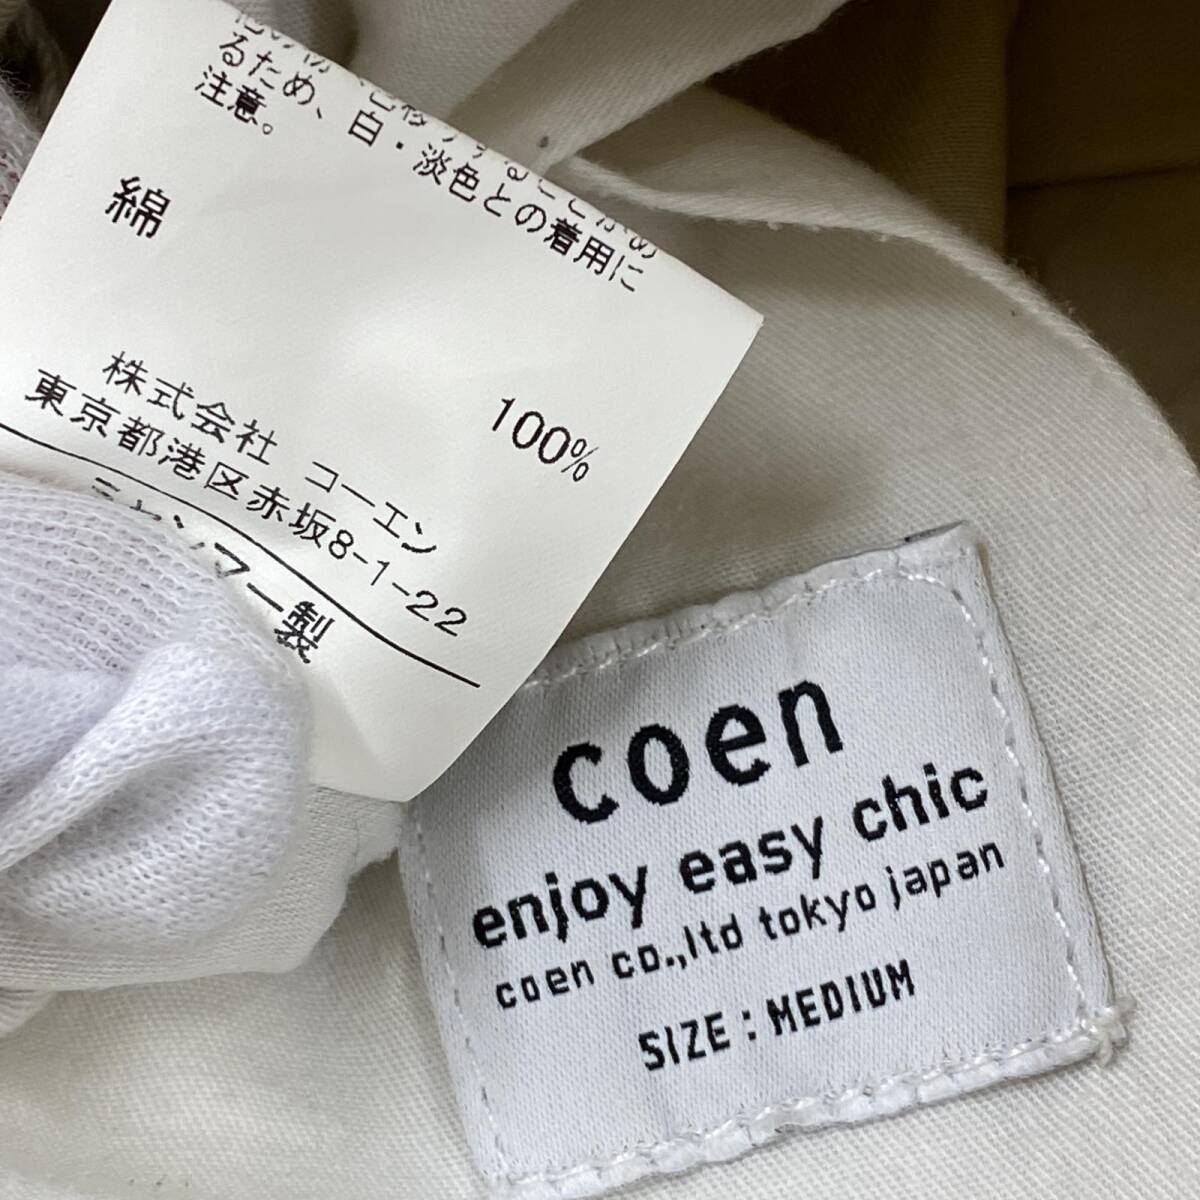 るため、白・淡色との着用に
注意。
綿
100%
株式会社 コーエン
東京都港区赤坂8-1-22
ミャンマー製
coen
enjoy easy chic
coen co.,ltd tokyo japan
SIZE : MEDIUM